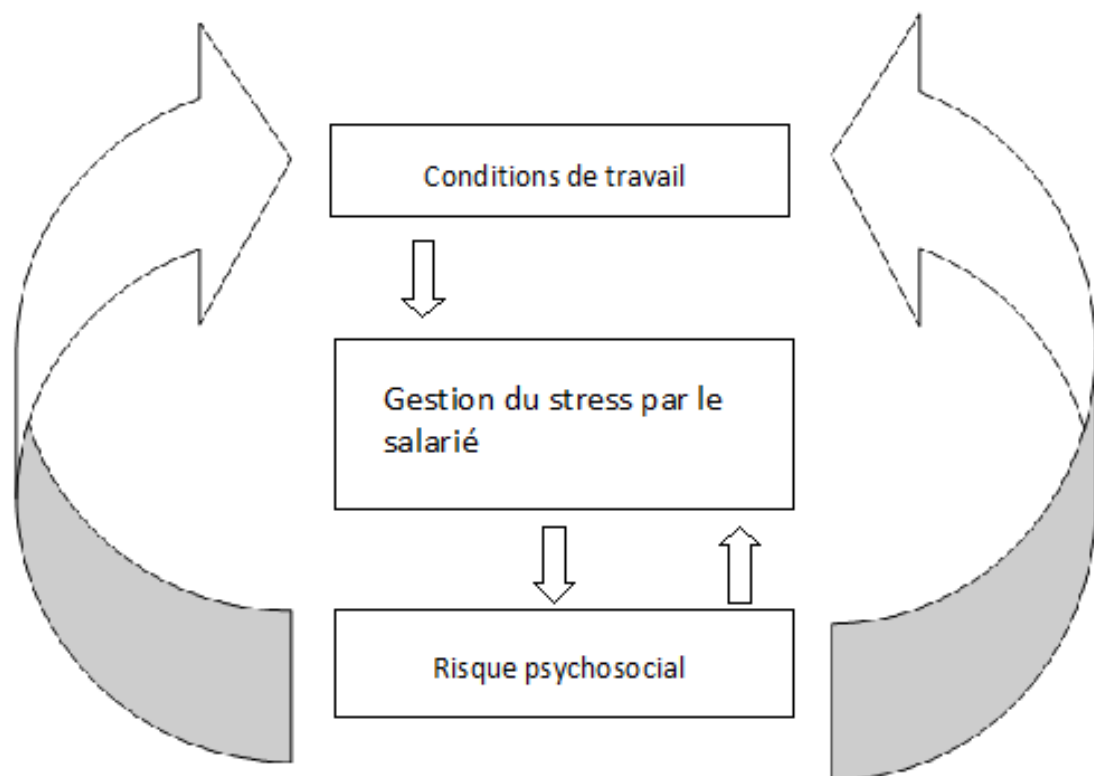 Conditions de travail
Gestion du stress par le
salarié
Risque psychosocial